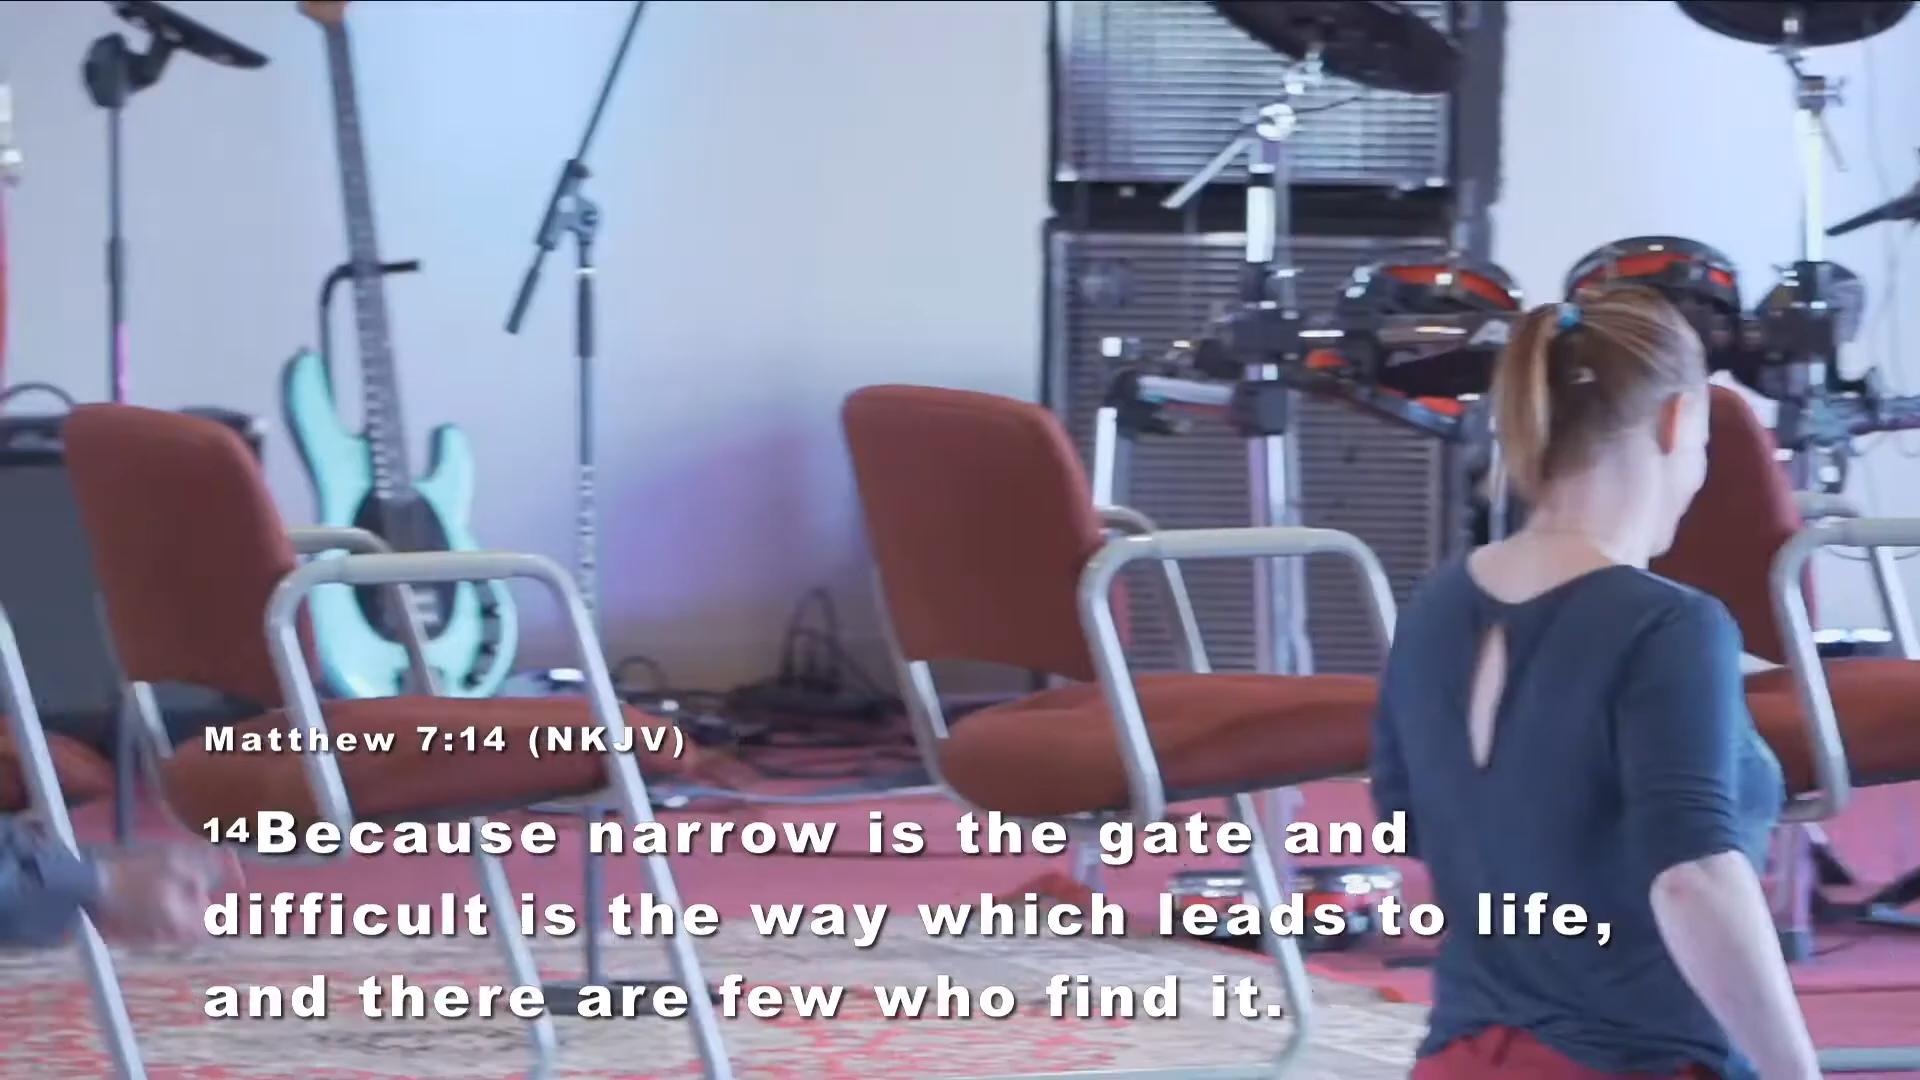 Matthew 7:14 (NKJV)
14Because narrow is the gate and
difficult is the way which leads to life,
and there are few who find it.